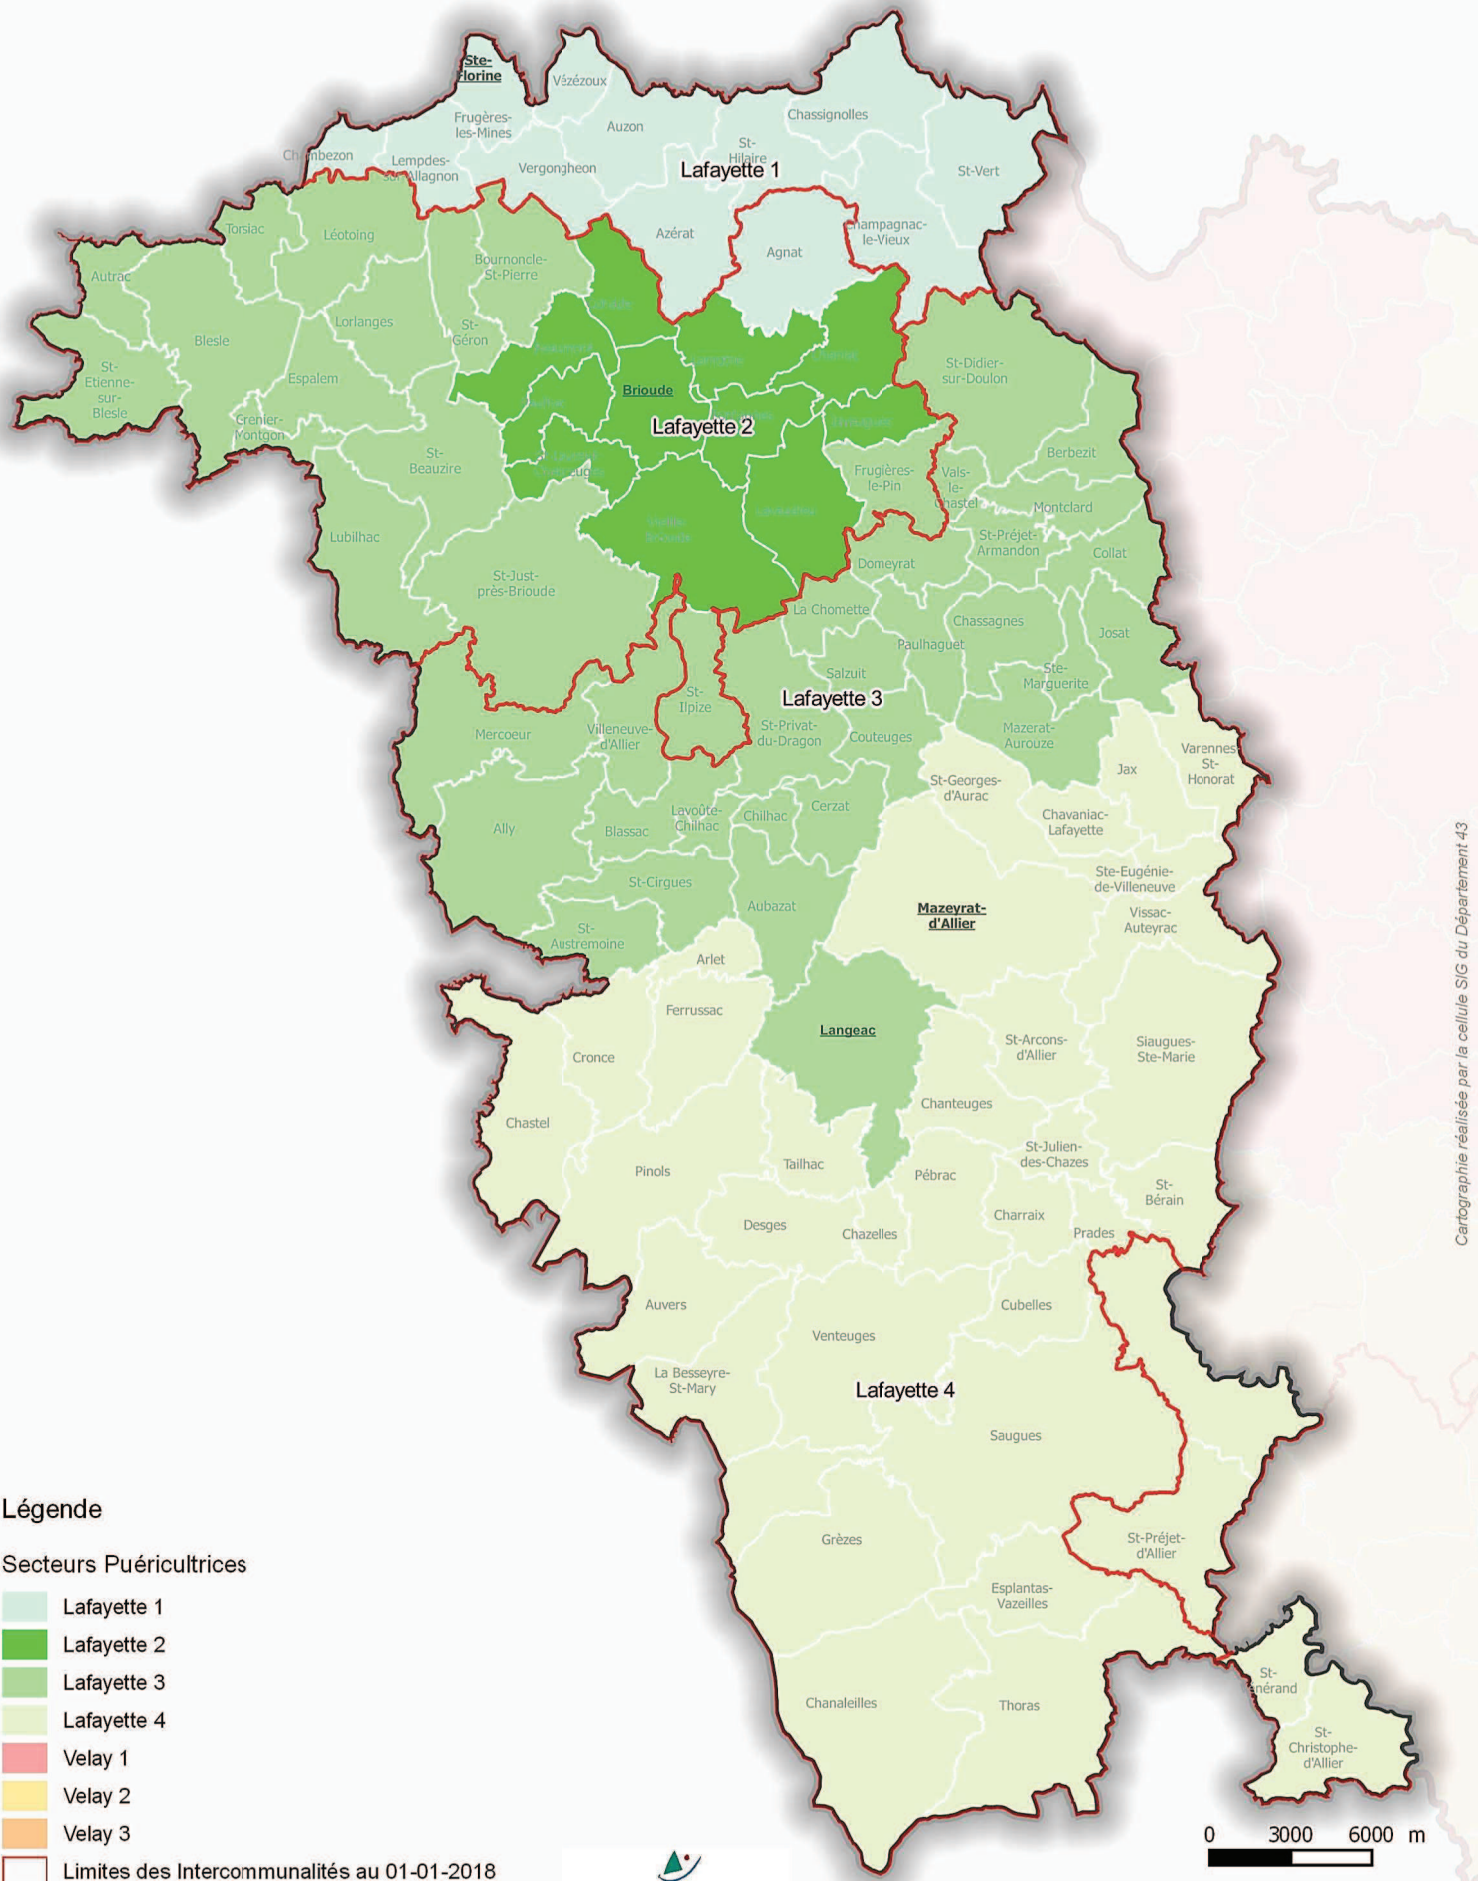 Ste-
Florine
Vézézoux
Frugères-
les-Mines
Auzon
Chassignolles
Chambezon
Lempdes-
sur-Allagnon
Vergongheon
St-
Hilaire
Lafayette 1
St-Vert
Torsiac
Léotoing
Azérat
Agnat
Champagnac-
le-Vieux
Autrac
Bournoncle-
St-Pierre
Blesle
Lorlanges
St-
Géron
St-
Etienne-
sur-
Blesle
Espalem
Grenier-
Montgon
Brioude
Lafayette 2
St-Didier-
sur-Doulon
St-
Beauzire
Frugières-
le-Pin
Vals-
le-
Chastel
Berbezit
Montclard
Lubilhac
St-Préjet-
Armandon
Collat
Domeyrat
St-Just-
près-Brioude
La Chomette
Chassagnes
Josat
Paulhaguet
Salzuit
Ste-
Marguerite
Lafayette 3
St-
Ilpize
Mercoeur
Villeneuve-
d'Allier
St-Privat-
du-Dragon
Couteuges
Mazerat-
Aurouze
Jax
Varennes-
St-
Honorat
St-Georges-
d'Aurac
Chavaniac-
Lafayette
Ally
Blassac
Lavoûte-
Chilhac
Chilhac
Cerzat
St-Cirgues
Aubazat
Ste-Eugénie-
de-Villeneuve
Mazeyrat-
d'Allier
Vissac-
Auteyrac
St-
Austremoine
Arlet
Ferrussac
Langeac
St-Arcons-
d'Allier
Siaugues-
Ste-Marie
Cronce
Chanteuges
Chastel
Pinols
Tailhac
Pébrac
St-Julien-
des-Chazes
St-
Bérain
Desges
Chazelles
Charraix
Prades
Auvers
Venteuges
Cubelles
La Besseyre-
St-Mary
Lafayette 4
Saugues
Grèzes
St-Préjet-
d'Allier
Esplantas-
Vazeilles
Chanaleilles
Thoras
St-
Vénérand
St-
Christophe-
d'Allier
Cartographie réalisée par la cellule SIG du Département 43
Légende
Secteurs Puéricultrices
Lafayette 1
Lafayette 2
Lafayette 3
Lafayette 4
Velay 1
Velay 2
Velay 3
Limites des Intercommunalités au 01-01-2018
0 3000 6000 m